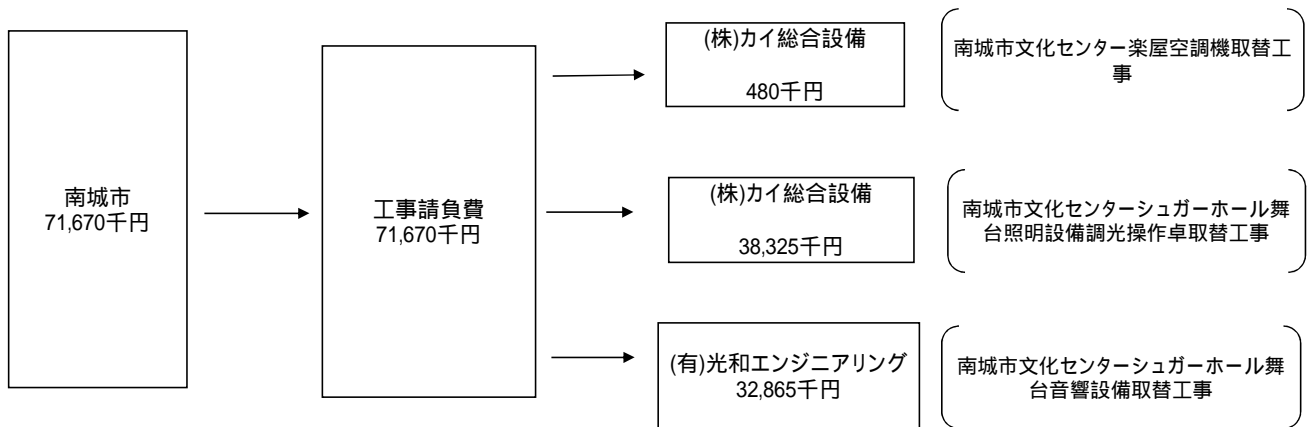 南城市
71,670千円
工事請負費
71,670千円
(株)カイ総合設備
480千円
南城市文化センター楽屋空調機取替工
事
(株)カイ総合設備
38,325千円
南城市文化センターシュガーホール舞
台照明設備調光操作卓取替工事
(有)光和エンジニアリング
32,865千円
南城市文化センターシュガーホール舞
台音響設備取替工事